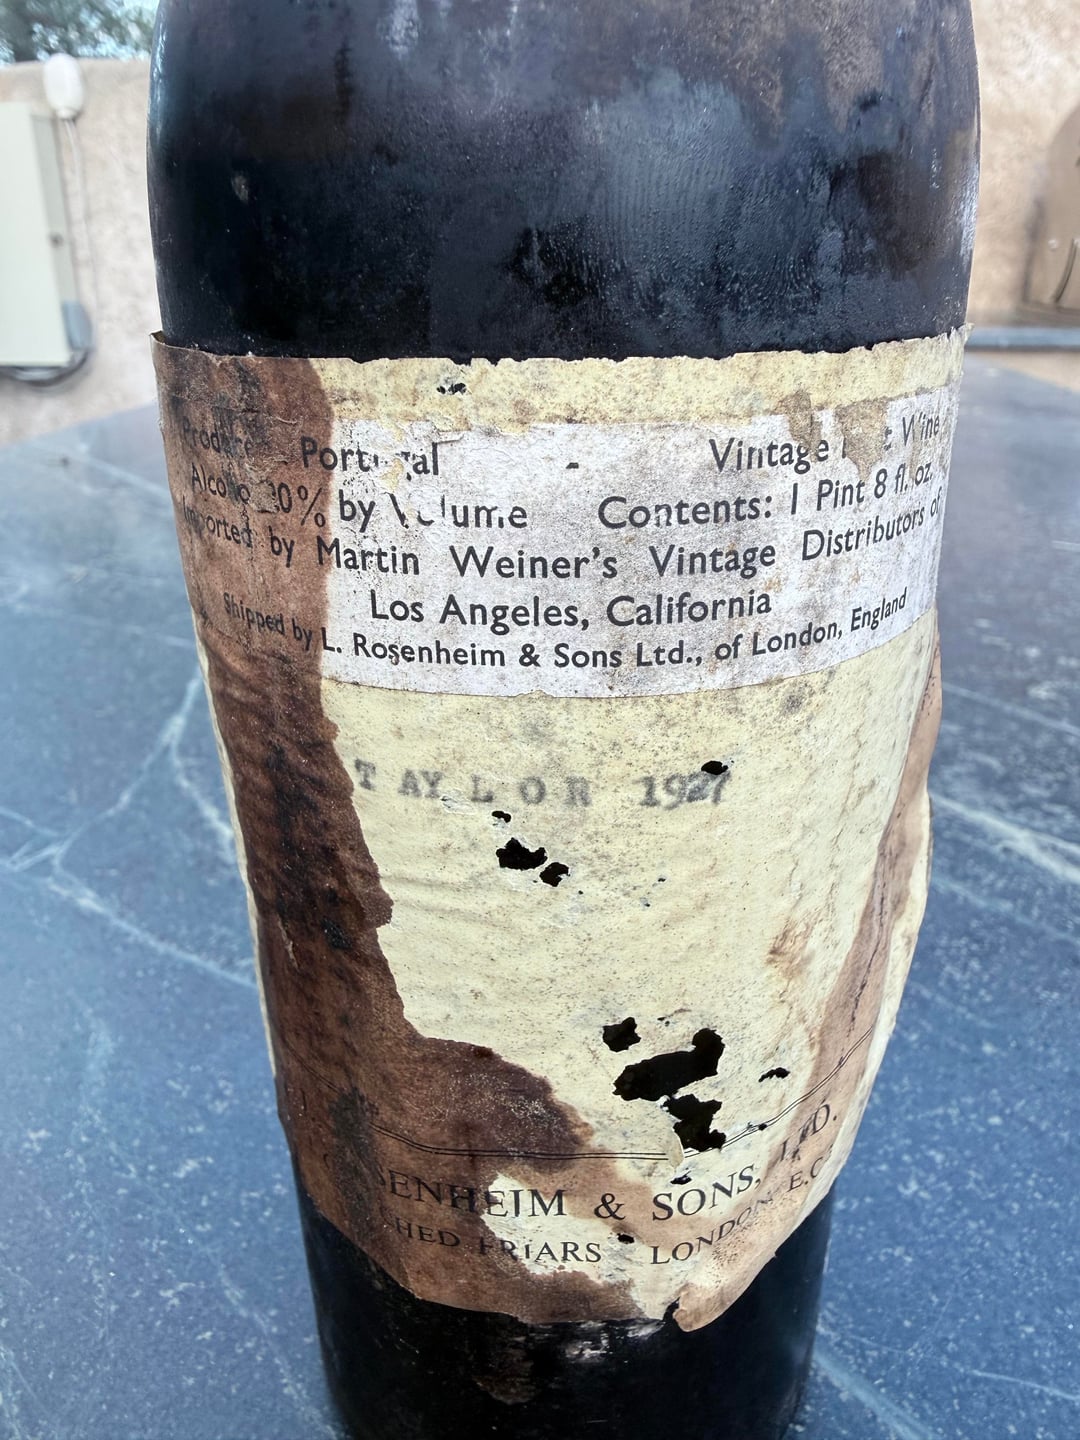 Portugal Vintage Wine
Alcohol 20% by Volume Contents: 1 Pint 8 fl. oz.
Imported by Martin Weiner's Vintage Distributors of
Los Angeles, California
Shipped by L. Rosenheim & Sons Ltd., of London, England
TAYLOR 1927
SENHEIM & SONS, LTD.
CHED FRIARS LONDON E.C.